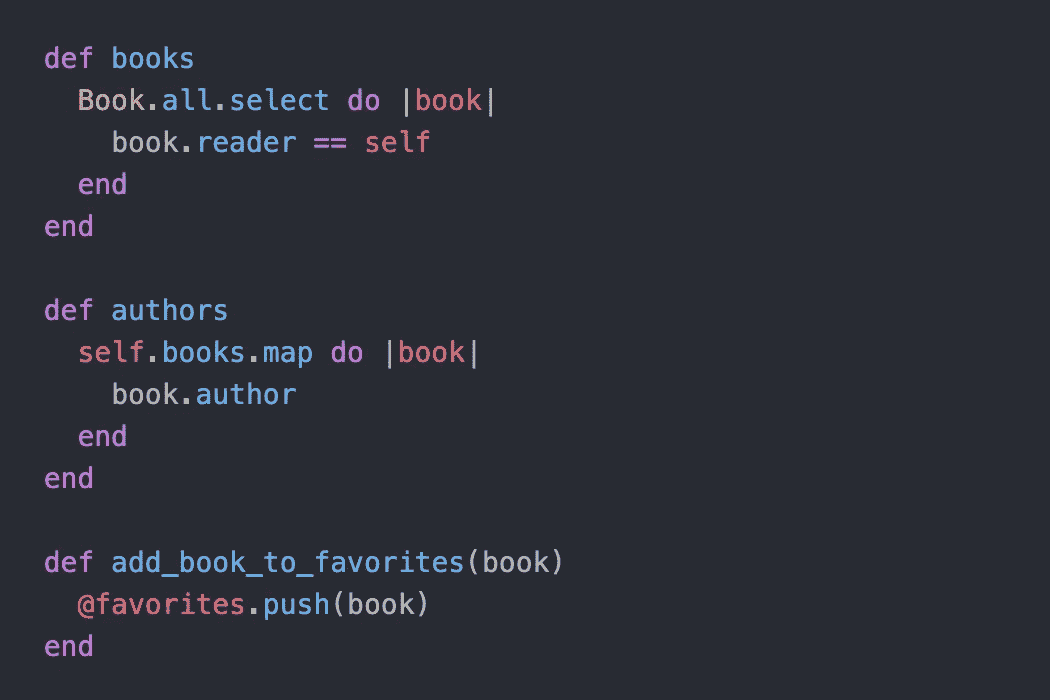 def books
  Book.all.select do |book|
    book.reader == self
  end
end

def authors
  self.books.map do |book|
    book.author
  end
end

def add_book_to_favorites(book)
  @favorites.push(book)
end